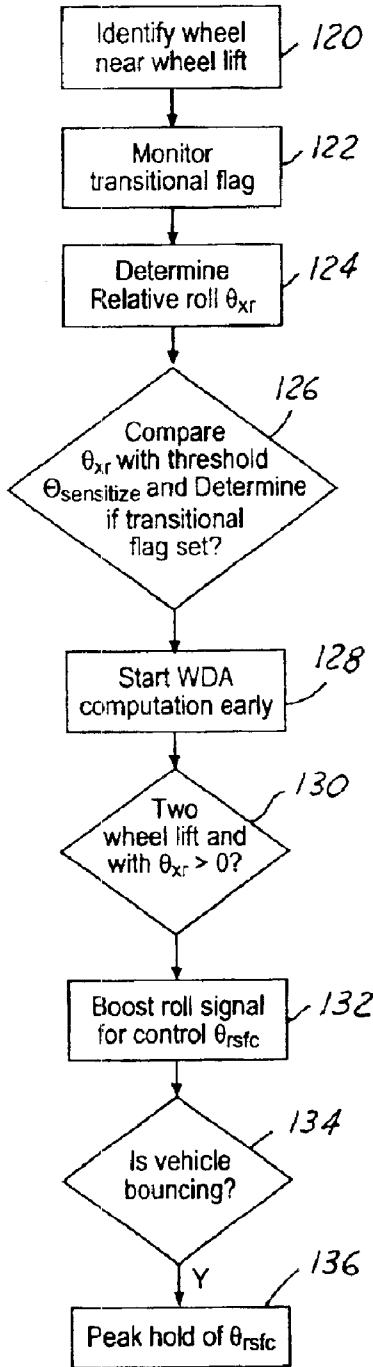 Identify wheel
near wheel lift
120
Monitor
transitional flag
122
Determine
Relative roll θxr
124
Compare
θxr with threshold
Θsensitize and Determine
if transitional
flag set?
126
Start WDA
computation early
128
Two
wheel lift and
with θxr > 0?
130
Boost roll signal
for control θrsfc
132
Is vehicle
bouncing?
134
Y
Peak hold of θrsfc
136